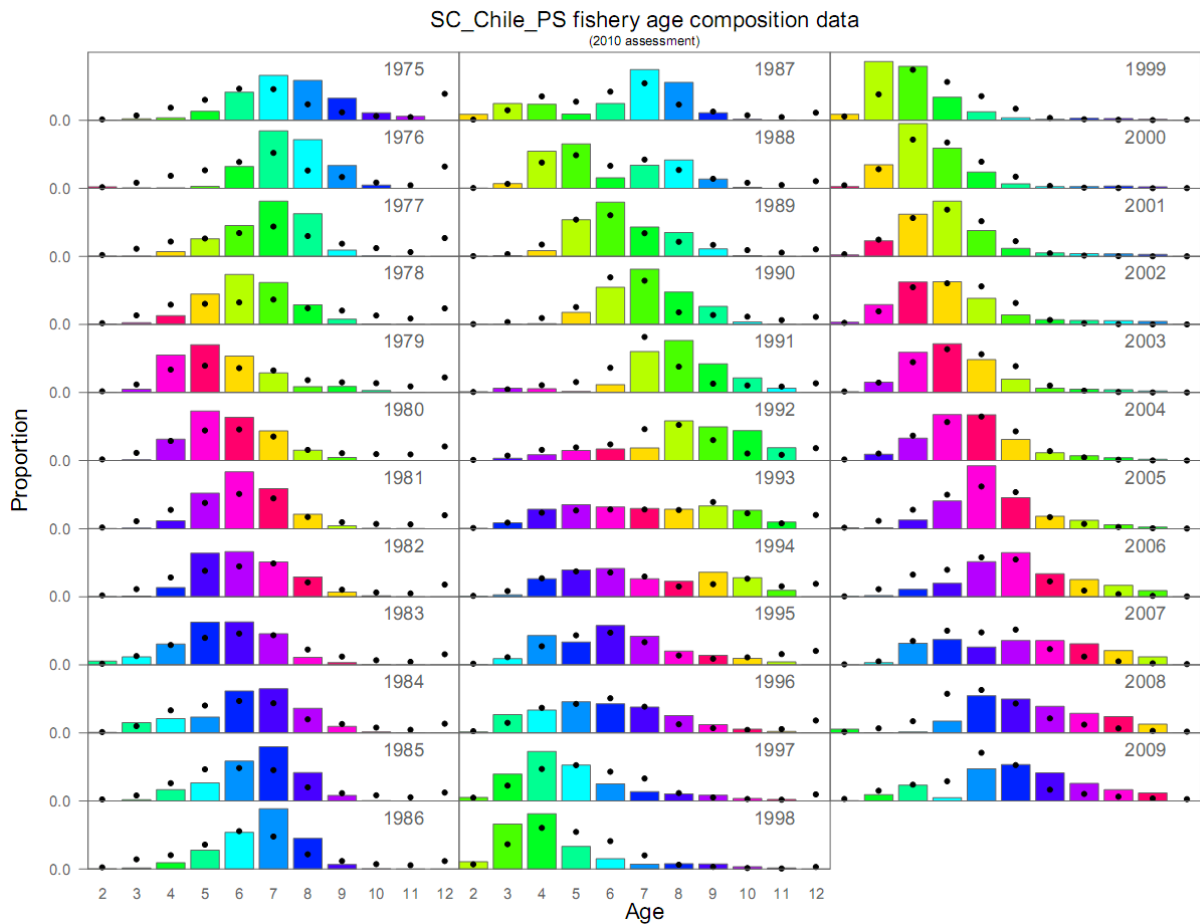 SC_Chile_PS fishery age composition data
(2010 assessment)
Proportion
1975 1987 1999
0.0
1976 1988 2000
0.0
1977 1989 2001
0.0
1978 1990 2002
0.0
1979 1991 2003
0.0
1980 1992 2004
0.0
1981 1993 2005
0.0
1982 1994 2006
0.0
1983 1995 2007
0.0
1984 1996 2008
0.0
1985 1997 2009
0.0
1986 1998
0.0
2 3 4 5 6 7 8 9 10 11 12 2 3 4 5 6 7 8 9 10 11 12
Age